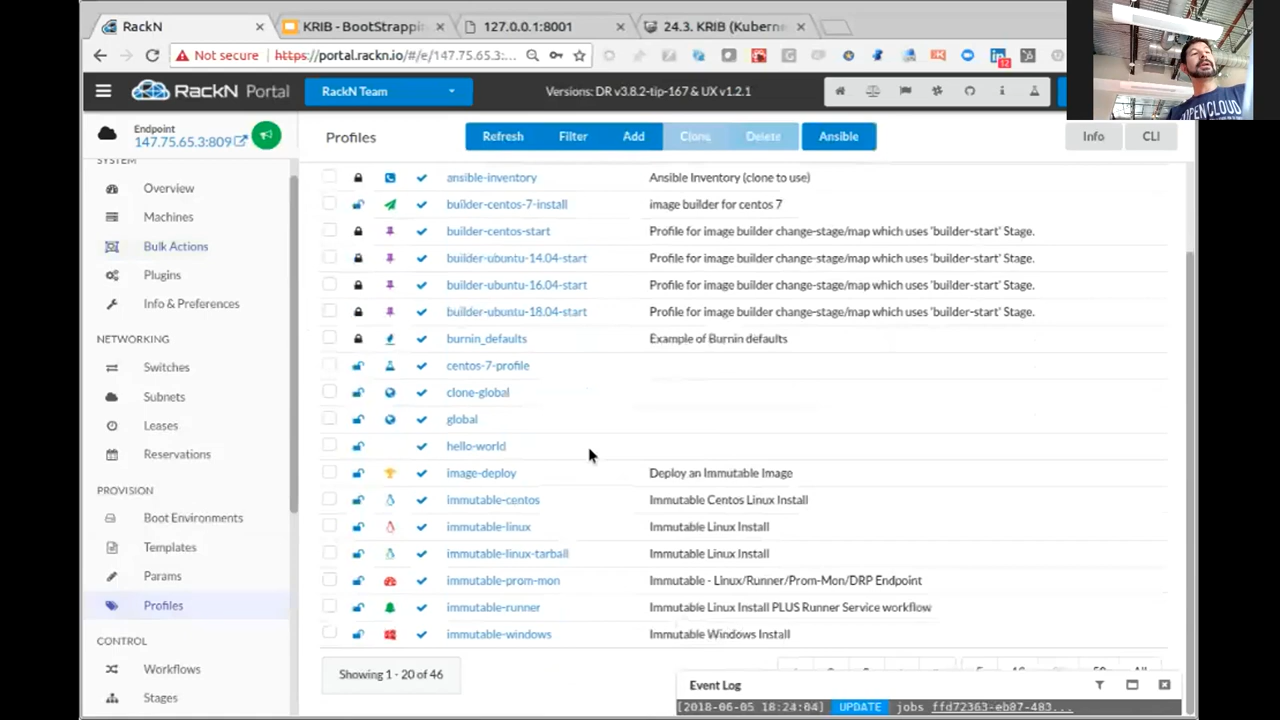 RackN
KRIB - BootStrappi
127.0.0.1:8001
24.3. KRIB (Kuberne
Not secure
https://portal.rackn.io/#/e/147.75.65.3:...
12
RackN Portal
RackN Team
Versions: DR v3.8.2-tip-167 & UX v1.2.1
Endpoint
147.75.65.3:809
Profiles
Refresh
Filter
Add
Clone
Delete
Ansible
Info
CLI
SYSTEM
Overview
Machines
Bulk Actions
Plugins
Info & Preferences
NETWORKING
Switches
Subnets
Leases
Reservations
PROVISION
Boot Environments
Templates
Params
Profiles
CONTROL
Workflows
Stages
ansible-inventory Ansible Inventory (clone to use)
builder-centos-7-install image builder for centos 7
builder-centos-start Profile for image builder change-stage/map which uses 'builder-start' Stage.
builder-ubuntu-14.04-start Profile for image builder change-stage/map which uses 'builder-start' Stage.
builder-ubuntu-16.04-start Profile for image builder change-stage/map which uses 'builder-start' Stage.
builder-ubuntu-18.04-start Profile for image builder change-stage/map which uses 'builder-start' Stage.
burnin_defaults Example of Burnin defaults
centos-7-profile
clone-global
global
hello-world
image-deploy Deploy an Immutable Image
immutable-centos Immutable Centos Linux Install
immutable-linux Immutable Linux Install
immutable-linux-tarball Immutable Linux Install
immutable-prom-mon Immutable - Linux/Runner/Prom-Mon/DRP Endpoint
immutable-runner Immutable Linux Install PLUS Runner Service workflow
immutable-windows Immutable Windows Install
Showing 1 - 20 of 46
Event Log
[2018-06-05 18:24:04] UPDATE jobs ffd72363-eb87-483...
OPEN CLOUD